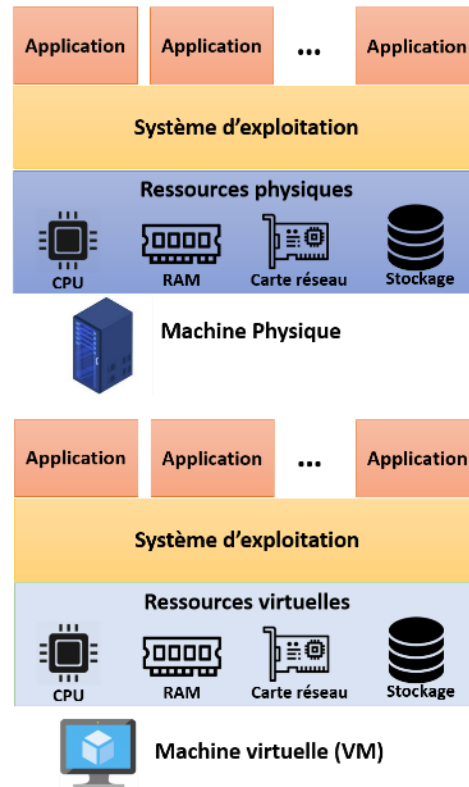 Application Application ... Application
Système d'exploitation
Ressources physiques
CPU RAM Carte réseau Stockage
Machine Physique
Application Application ... Application
Système d'exploitation
Ressources virtuelles
CPU RAM Carte réseau Stockage
Machine virtuelle (VM)